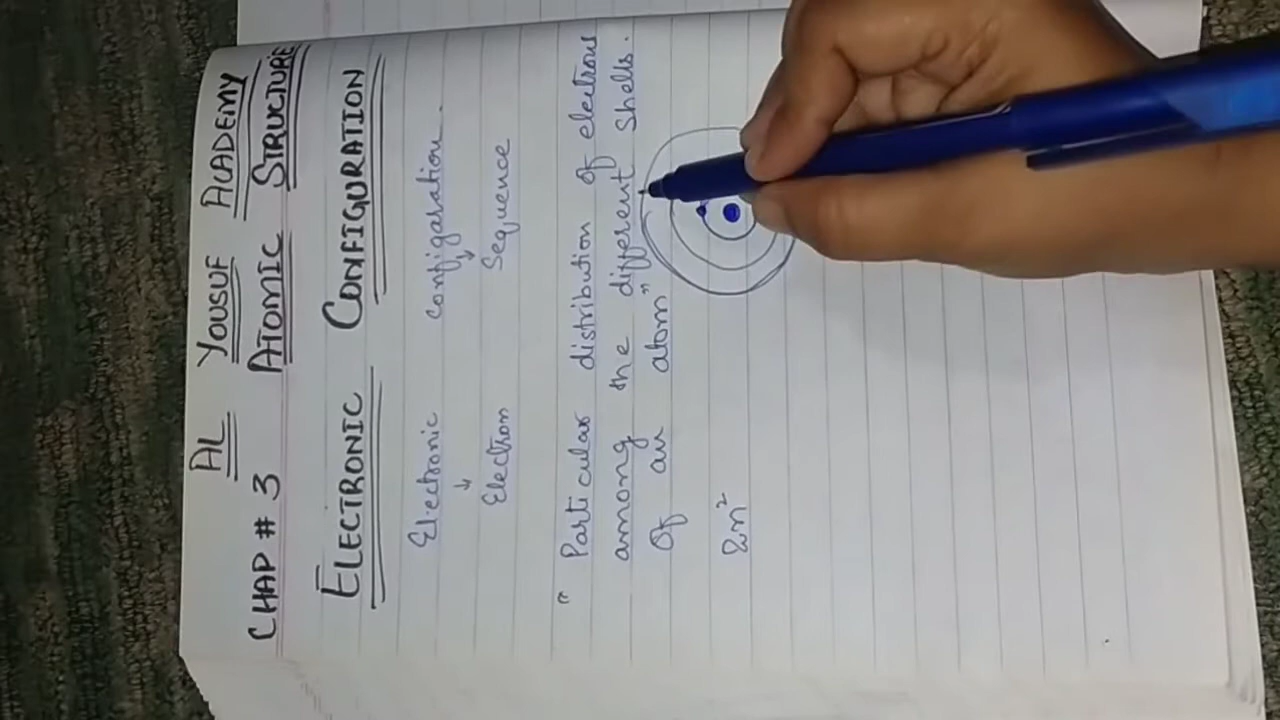 AL YOUSUF ACADEMY
CHAP # 3 ATOMIC STRUCTURE
ELECTRONIC CONFIGURATION
Electronic configaration.
↓ ↓
Electron Sequence
" Particular distribution of electrons
among the different shells.
Of an atom"
2n²